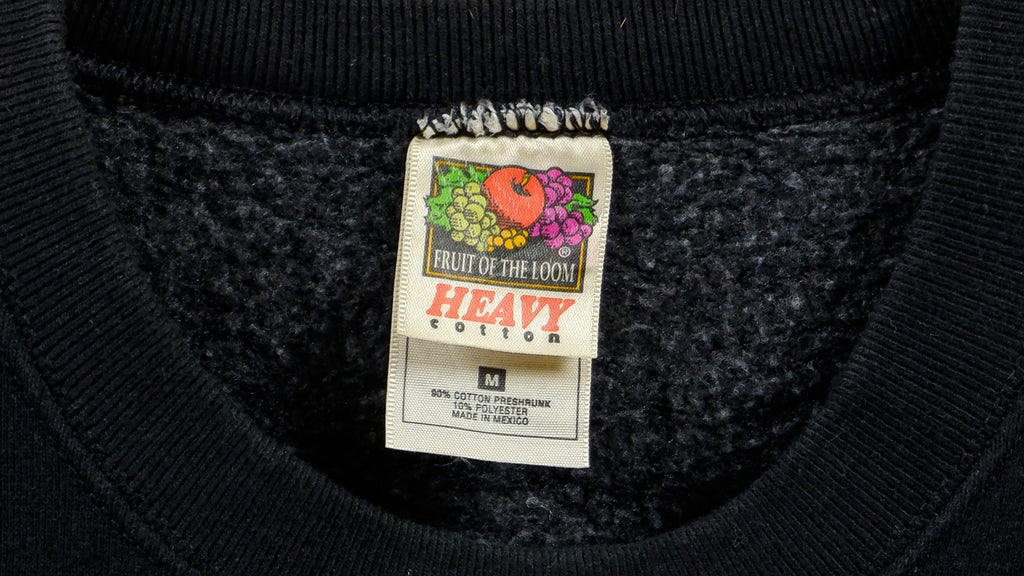 ®
FRUIT OF THE LOOM
HEAVY
cotton
M
90% COTTON PRESHRUNK
10% POLYESTER
MADE IN MEXICO